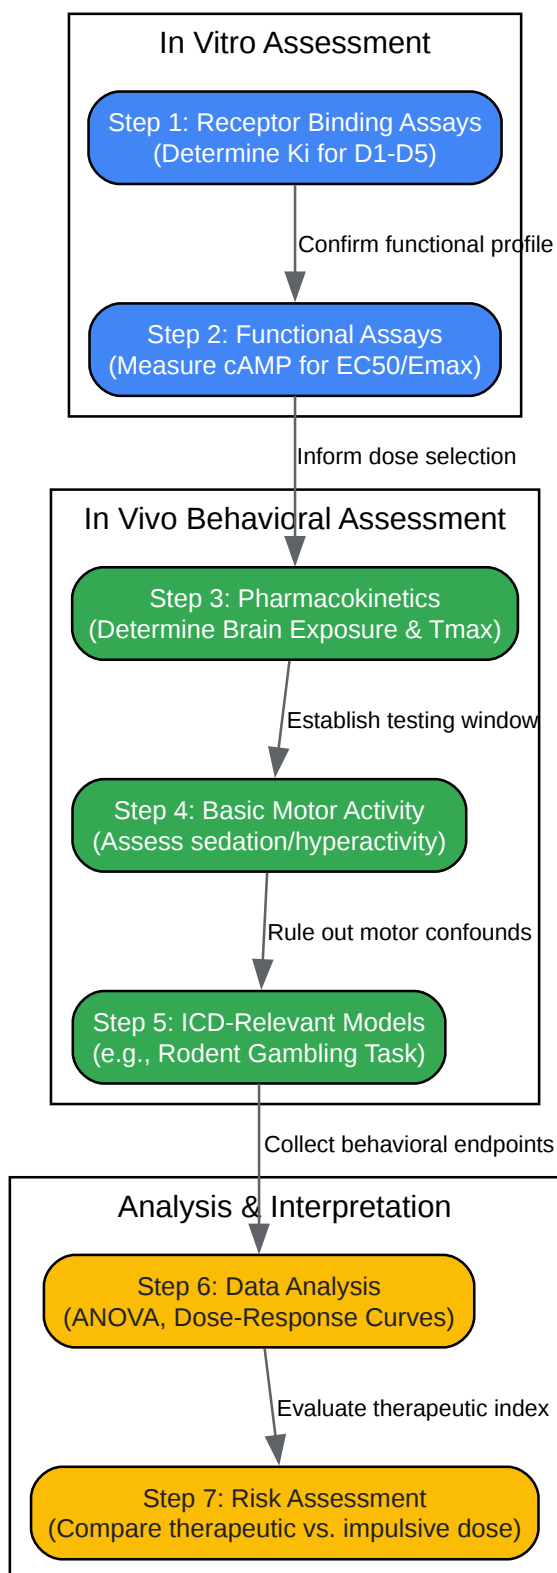 In Vitro Assessment
Step 1: Receptor Binding Assays
(Determine Ki for D1-D5)
Confirm functional profile
Step 2: Functional Assays
(Measure cAMP for EC50/Emax)
Inform dose selection
In Vivo Behavioral Assessment
Step 3: Pharmacokinetics
(Determine Brain Exposure & Tmax)
Establish testing window
Step 4: Basic Motor Activity
(Assess sedation/hyperactivity)
Rule out motor confounds
Step 5: ICD-Relevant Models
(e.g., Rodent Gambling Task)
Collect behavioral endpoints
Analysis & Interpretation
Step 6: Data Analysis
(ANOVA, Dose-Response Curves)
Evaluate therapeutic index
Step 7: Risk Assessment
(Compare therapeutic vs. impulsive dose)